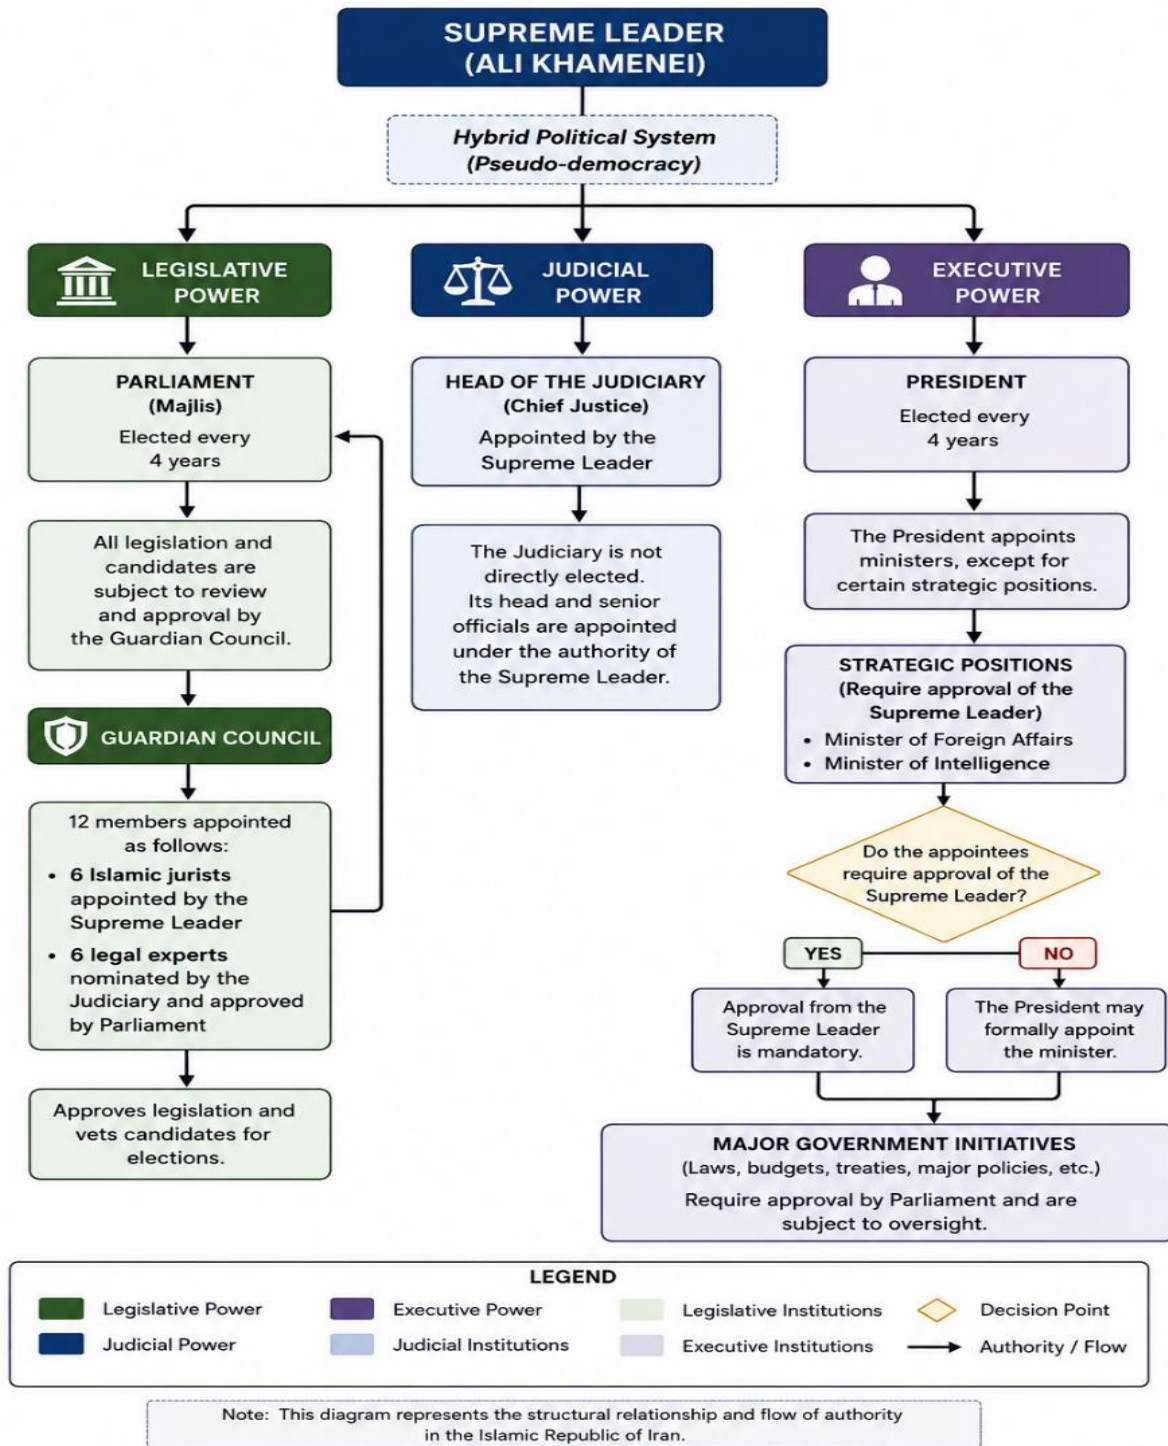 SUPREME LEADER
(ALI KHAMENEI)
Hybrid Political System
(Pseudo-democracy)
LEGISLATIVE
POWER
PARLIAMENT
(Majlis)
Elected every
4 years
All legislation and
candidates are
subject to review
and approval by
the Guardian Council.
GUARDIAN COUNCIL
12 members appointed
as follows:
• 6 Islamic jurists
appointed by the
Supreme Leader
• 6 legal experts
nominated by the
Judiciary and approved
by Parliament
Approves legislation and
vets candidates for
elections.
JUDICIAL
POWER
HEAD OF THE JUDICIARY
(Chief Justice)
Appointed by the
Supreme Leader
The Judiciary is not
directly elected.
Its head and senior
officials are appointed
under the authority of
the Supreme Leader.
EXECUTIVE
POWER
PRESIDENT
Elected every
4 years
The President appoints
ministers, except for
certain strategic positions.
STRATEGIC POSITIONS
(Require approval of the
Supreme Leader)
• Minister of Foreign Affairs
• Minister of Intelligence
Do the appointees
require approval of the
Supreme Leader?
YES
NO
Approval from the
Supreme Leader
is mandatory.
The President may
formally appoint
the minister.
MAJOR GOVERNMENT INITIATIVES
(Laws, budgets, treaties, major policies, etc.)
Require approval by Parliament and are
subject to oversight.
LEGEND
Legislative Power
Executive Power
Legislative Institutions
Decision Point
Judicial Power
Judicial Institutions
Executive Institutions
Authority / Flow
Note: This diagram represents the structural relationship and flow of authority
in the Islamic Republic of Iran.